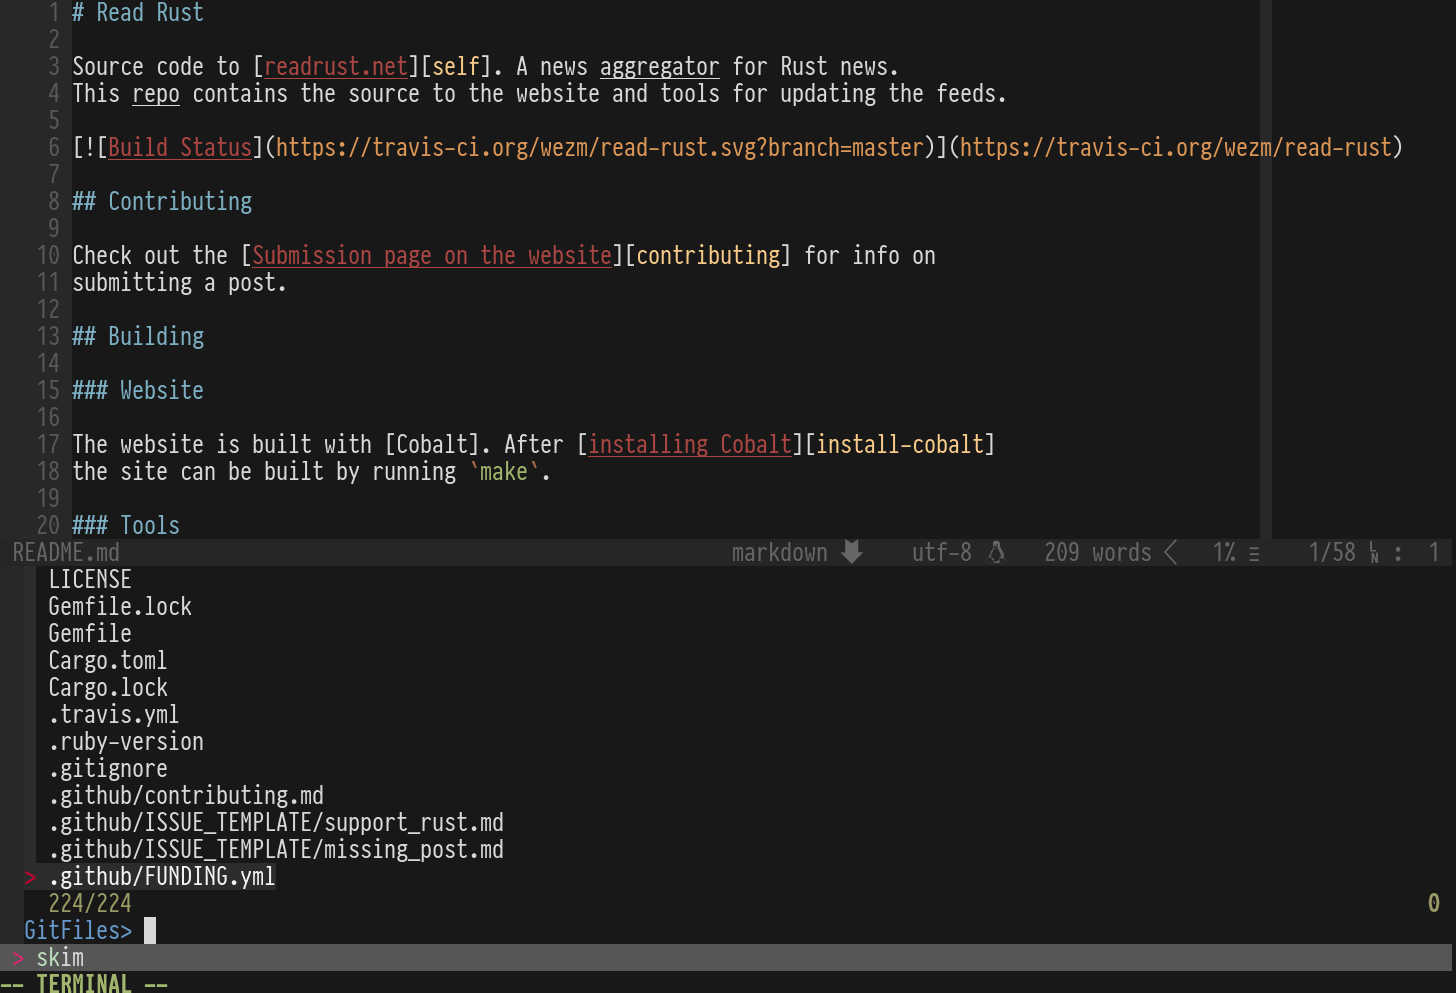 1 # Read Rust
2
3 Source code to [readrust.net][self]. A news aggregator for Rust news.
4 This repo contains the source to the website and tools for updating the feeds.
5
6 [![Build Status](https://travis-ci.org/wezm/read-rust.svg?branch=master)](https://travis-ci.org/wezm/read-rust)
7
8 ## Contributing
9
10 Check out the [Submission page on the website][contributing] for info on
11 submitting a post.
12
13 ## Building
14
15 ### Website
16
17 The website is built with [Cobalt]. After [installing Cobalt][install-cobalt]
18 the site can be built by running `make`.
19
20 ### Tools
README.md markdown utf-8 209 words < 1% ≡ 1/58 LN : 1
LICENSE
Gemfile.lock
Gemfile
Cargo.toml
Cargo.lock
.travis.yml
.ruby-version
.gitignore
.github/contributing.md
.github/ISSUE_TEMPLATE/support_rust.md
.github/ISSUE_TEMPLATE/missing_post.md
> .github/FUNDING.yml
224/224 0
GitFiles>
> skim
-- TERMINAL --